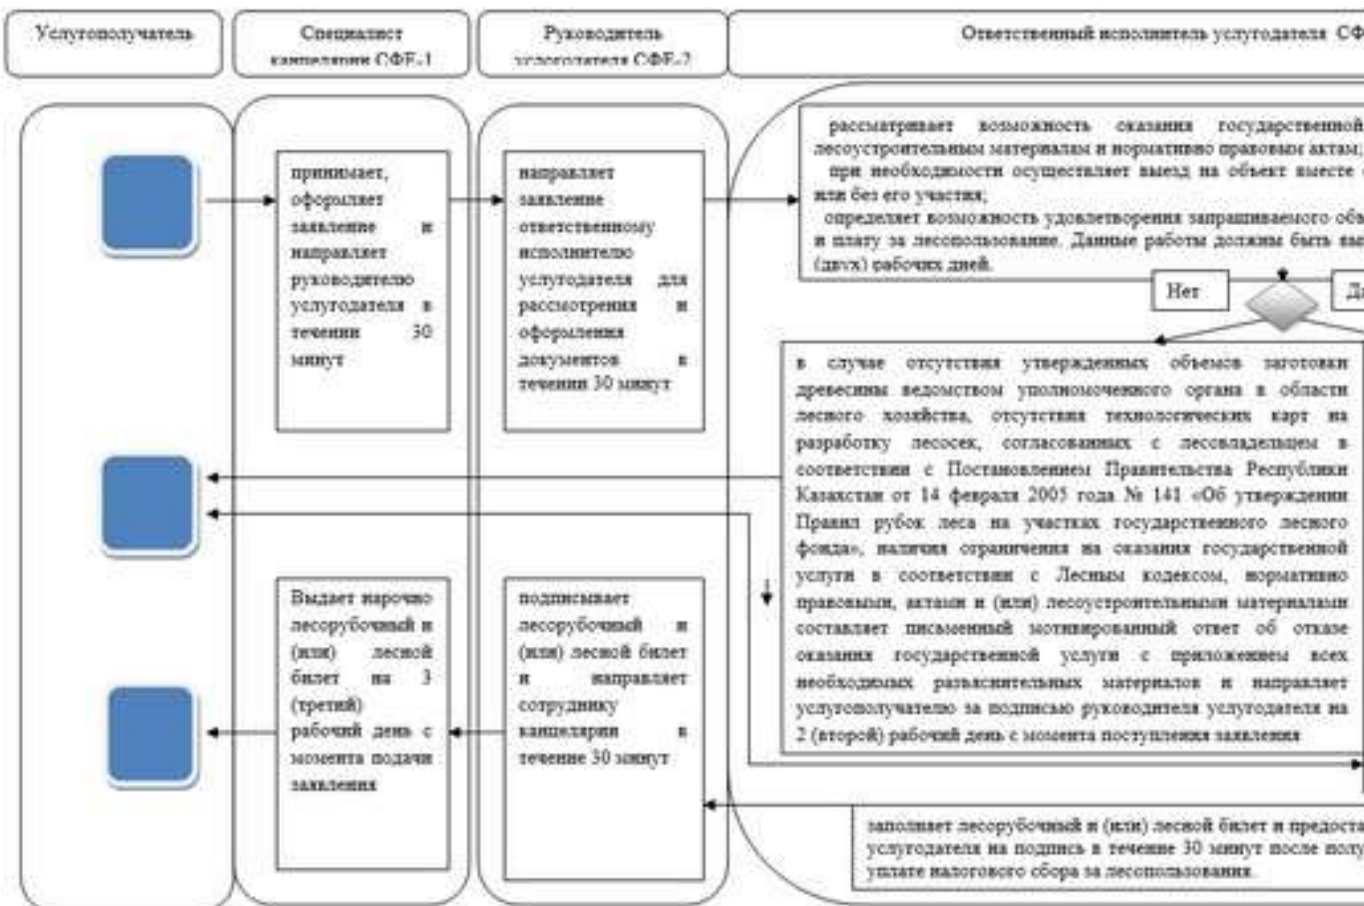 Услугополучатель
Специалист
канцелярии СФЕ-1
Руководитель
услогодателя СФЕ-2
Ответственный исполнитель услугодателя СФ
принимает,
оформляет
заявление и
направляет
руководителю
услугодателя в
течении 30
минут
направляет
заявление
ответственному
исполнителю
услугодателя для
рассмотрения и
оформления
документов в
течении 30 минут
рассматривает возможность оказания государственной
лесоустроительным материалам и нормативно правовым актам;
при необходимости осуществляет выезд на объект вместе
или без его участия;
определяет возможность удовлетворения запрашиваемого объ
и плату за лесопользование. Данные работы должны быть вып
(двух) рабочих дней.
Нет
Да
в случае отсутствия утвержденных объемов заготовки
древесины ведомством уполномоченного органа в области
лесного хозяйства, отсутствия технологических карт на
разработку лесосек, согласованных с лесовладельцем в
соответствии с Постановлением Правительства Республики
Казахстан от 14 февраля 2005 года № 141 «Об утверждении
Правил рубок леса на участках государственного лесного
фонда», наличия ограничения на оказания государственной
услуги в соответствии с Лесным кодексом, нормативно
правовыми, актами и (или) лесоустроительными материалами
составляет письменный мотивированный ответ об отказе
оказания государственной услуги с приложением всех
необходимых разъяснительных материалов и направляет
услугополучателю за подписью руководителя услугодателя на
2 (второй) рабочий день с момента поступления заявления
Выдает нарочно
лесорубочный и
(или) лесной
билет на 3
(третий)
рабочий день с
момента подачи
заявления
подписывает
лесорубочный и
(или) лесной билет
и направляет
сотруднику
канцелярии в
течение 30 минут
заполняет лесорубочный и (или) лесной билет и предоста
услугодателя на подпись в течение 30 минут после полу
уплате налогового сбора за лесопользования.